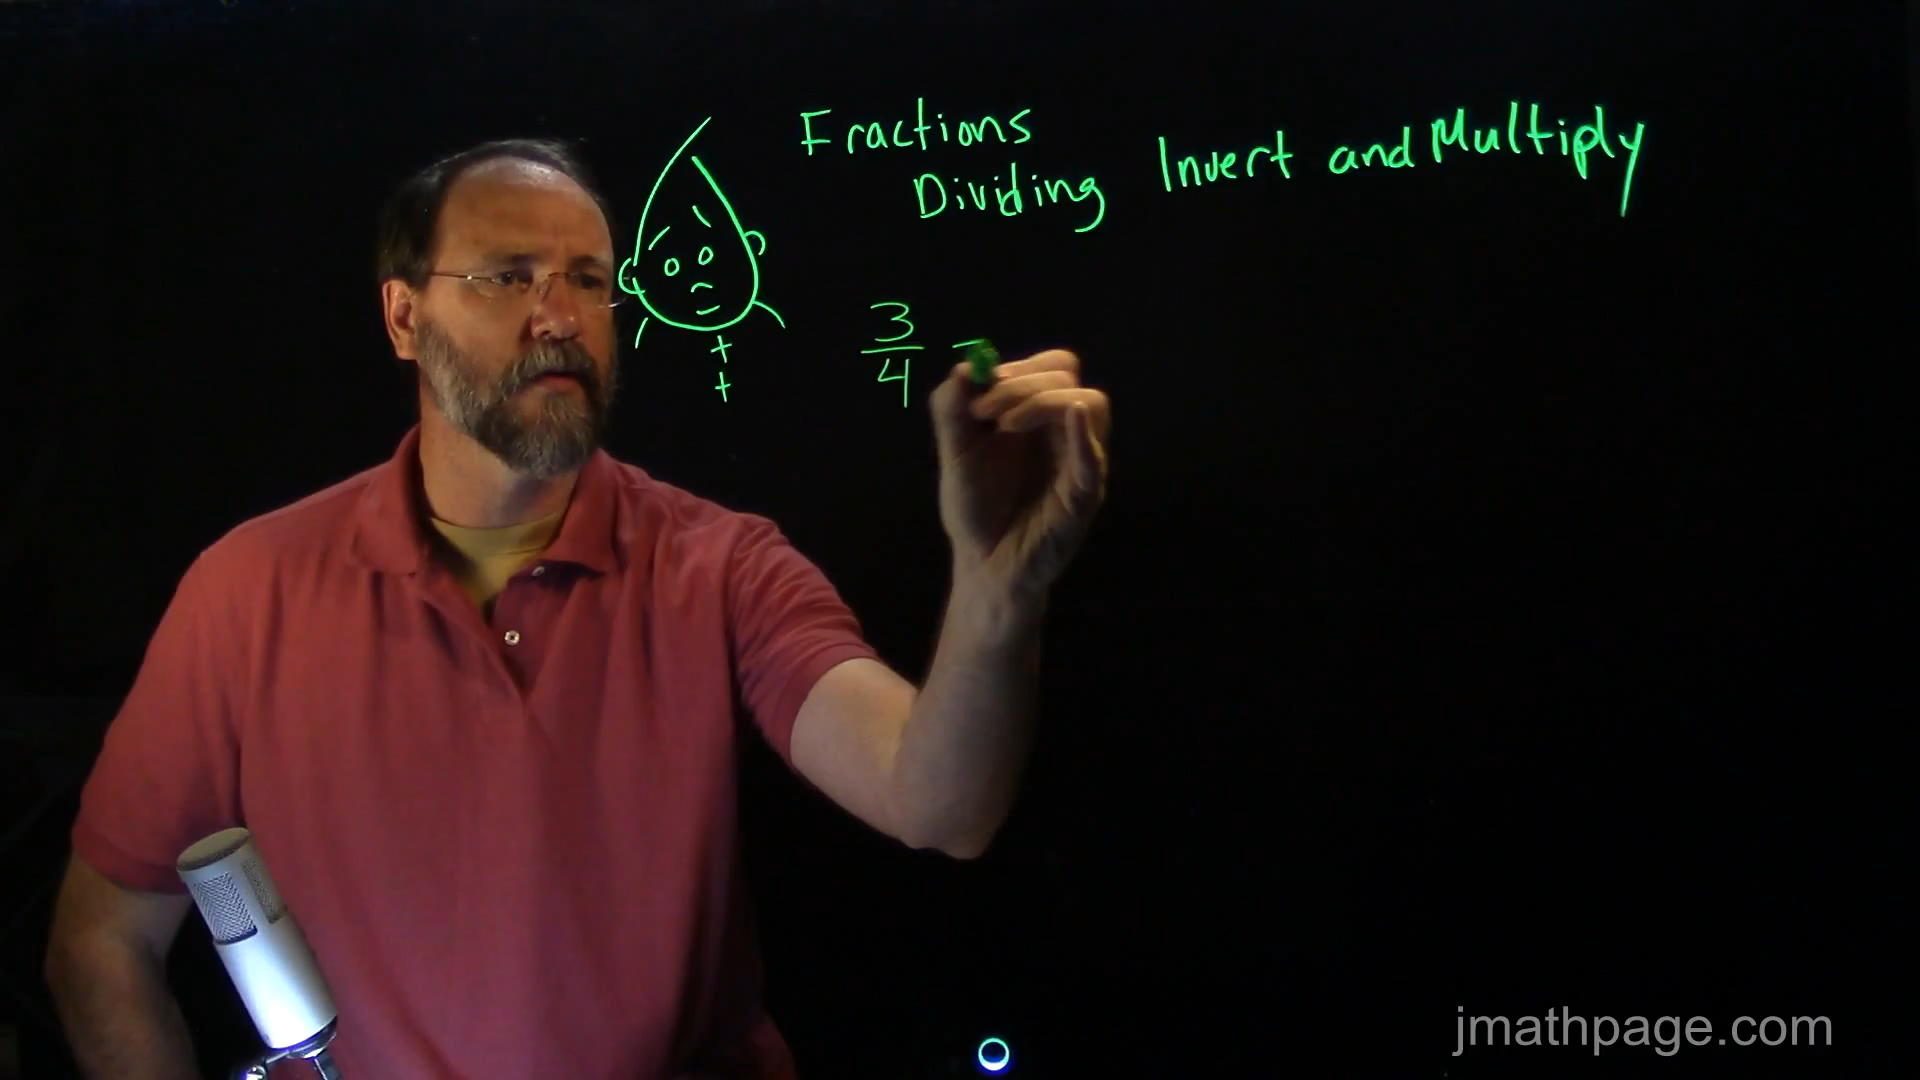 Fractions
Dividing
Invert and Multiply
3
4
jmathpage.com